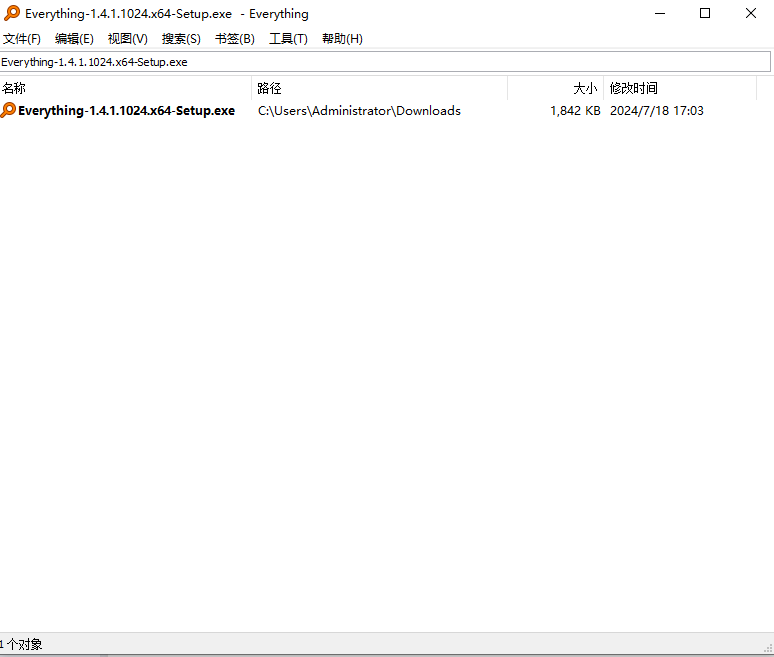 Everything-1.4.1.1024.x64-Setup.exe - Everything
文件(F) 编辑(E) 视图(V) 搜索(S) 书签(B) 工具(T) 帮助(H)
Everything-1.4.1.1024.x64-Setup.exe
名称 路径 大小 修改时间
Everything-1.4.1.1024.x64-Setup.exe C:\Users\Administrator\Downloads 1,842 KB 2024/7/18 17:03
1 个对象